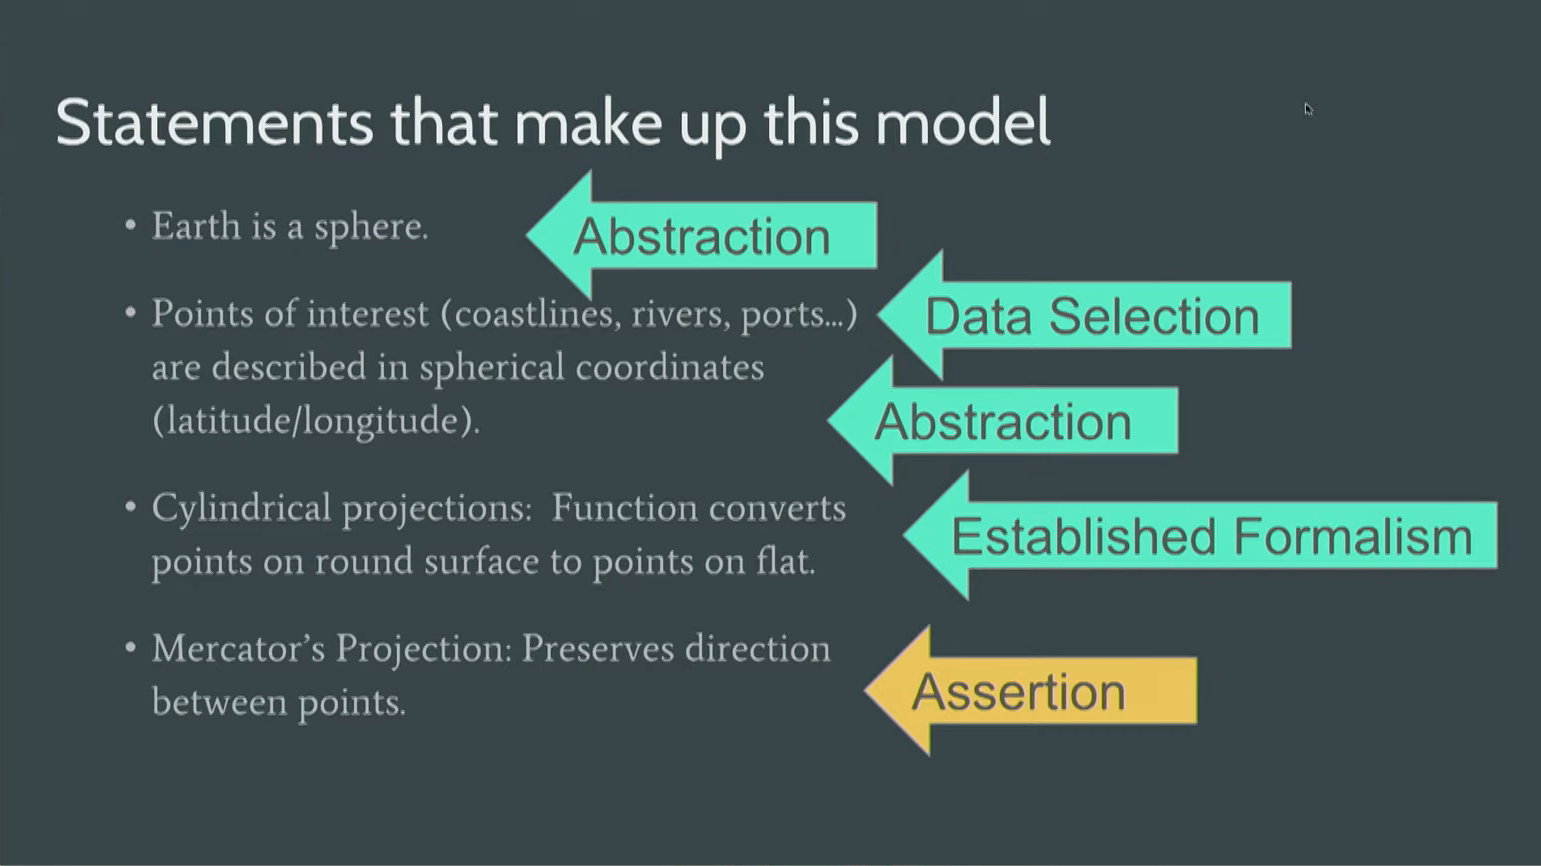 Statements that make up this model
• Earth is a sphere.
Abstraction
• Points of interest (coastlines, rivers, ports...)
Data Selection
are described in spherical coordinates
(latitude/longitude).
Abstraction
• Cylindrical projections:  Function converts
points on round surface to points on flat.
Established Formalism
• Mercator’s Projection: Preserves direction
between points.
Assertion